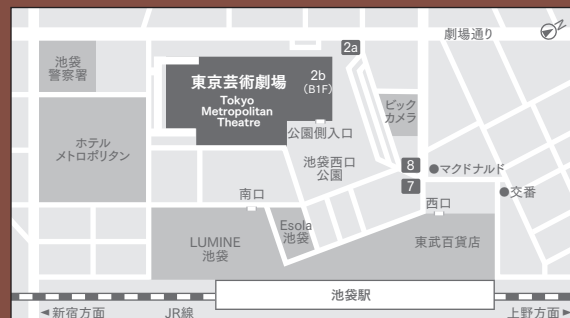 劇場通り
2a
池袋
警察署
東京芸術劇場
Tokyo
Metropolitan
Theatre
2b
(B1F)
ビック
カメラ
公園側入口
ホテル
メトロポリタン
池袋西口
公園
8
マクドナルド
7
交番
南口
西口
LUMINE
池袋
Esola
池袋
東武百貨店
池袋駅
◄新宿方面
JR線
上野方面►